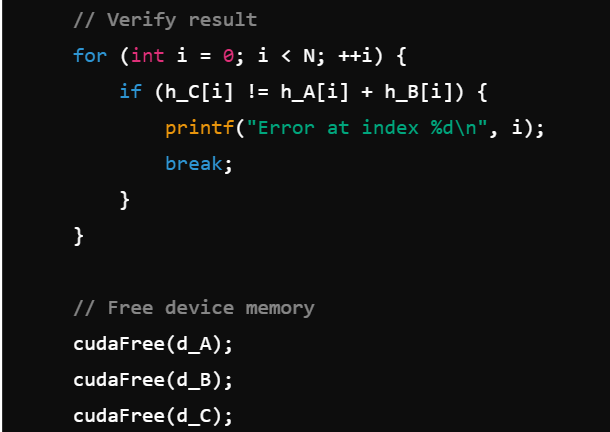 // Verify result
for (int i = 0; i < N; ++i) {
if (h_C[i] != h_A[i] + h_B[i]) {
printf("Error at index %d\n", i);
break;
}
}
// Free device memory
cudaFree(d_A);
cudaFree(d_B);
cudaFree(d_C);